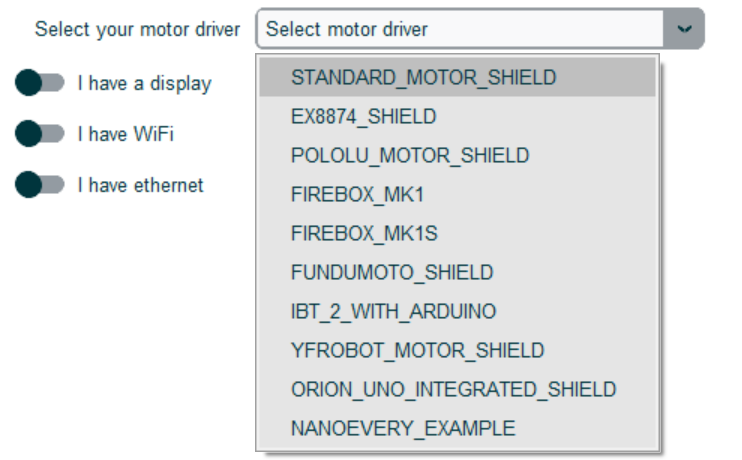 Select your motor driver Select motor driver
I have a display
I have WiFi
I have ethernet
STANDARD_MOTOR_SHIELD
EX8874_SHIELD
POLOLU_MOTOR_SHIELD
FIREBOX_MK1
FIREBOX_MK1S
FUNDUMOTO_SHIELD
IBT_2_WITH_ARDUINO
YFROBOT_MOTOR_SHIELD
ORION_UNO_INTEGRATED_SHIELD
NANOEVERY_EXAMPLE